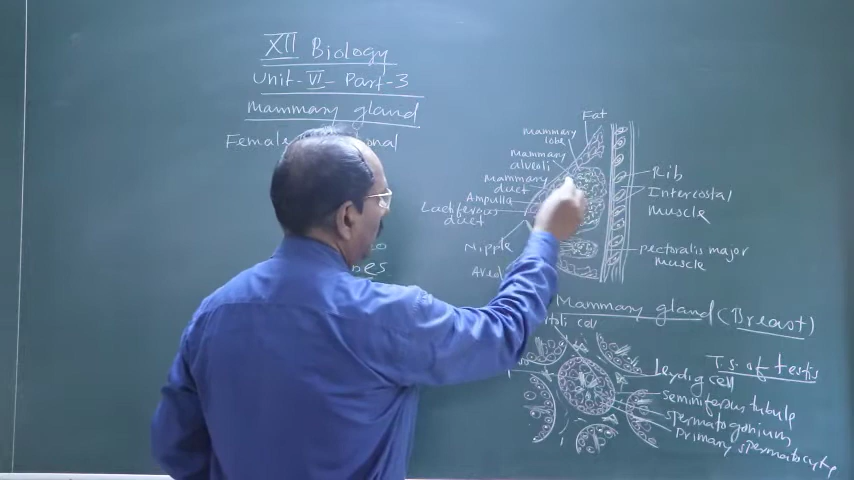 XII Biology
Unit-VI- Part-3
Mammary gland
Female
Fat
mammary
lobe
mammary
alveoli
mammary
duct
Ampulla
Lactiferous
duct
Nipple
Rib
Intercostal
muscle
pectoralis major
muscle
Mammary gland (Breast)
T.S. of testis
Leydig cell
seminiferous tubule
spermatogonium
primary spermatocyte